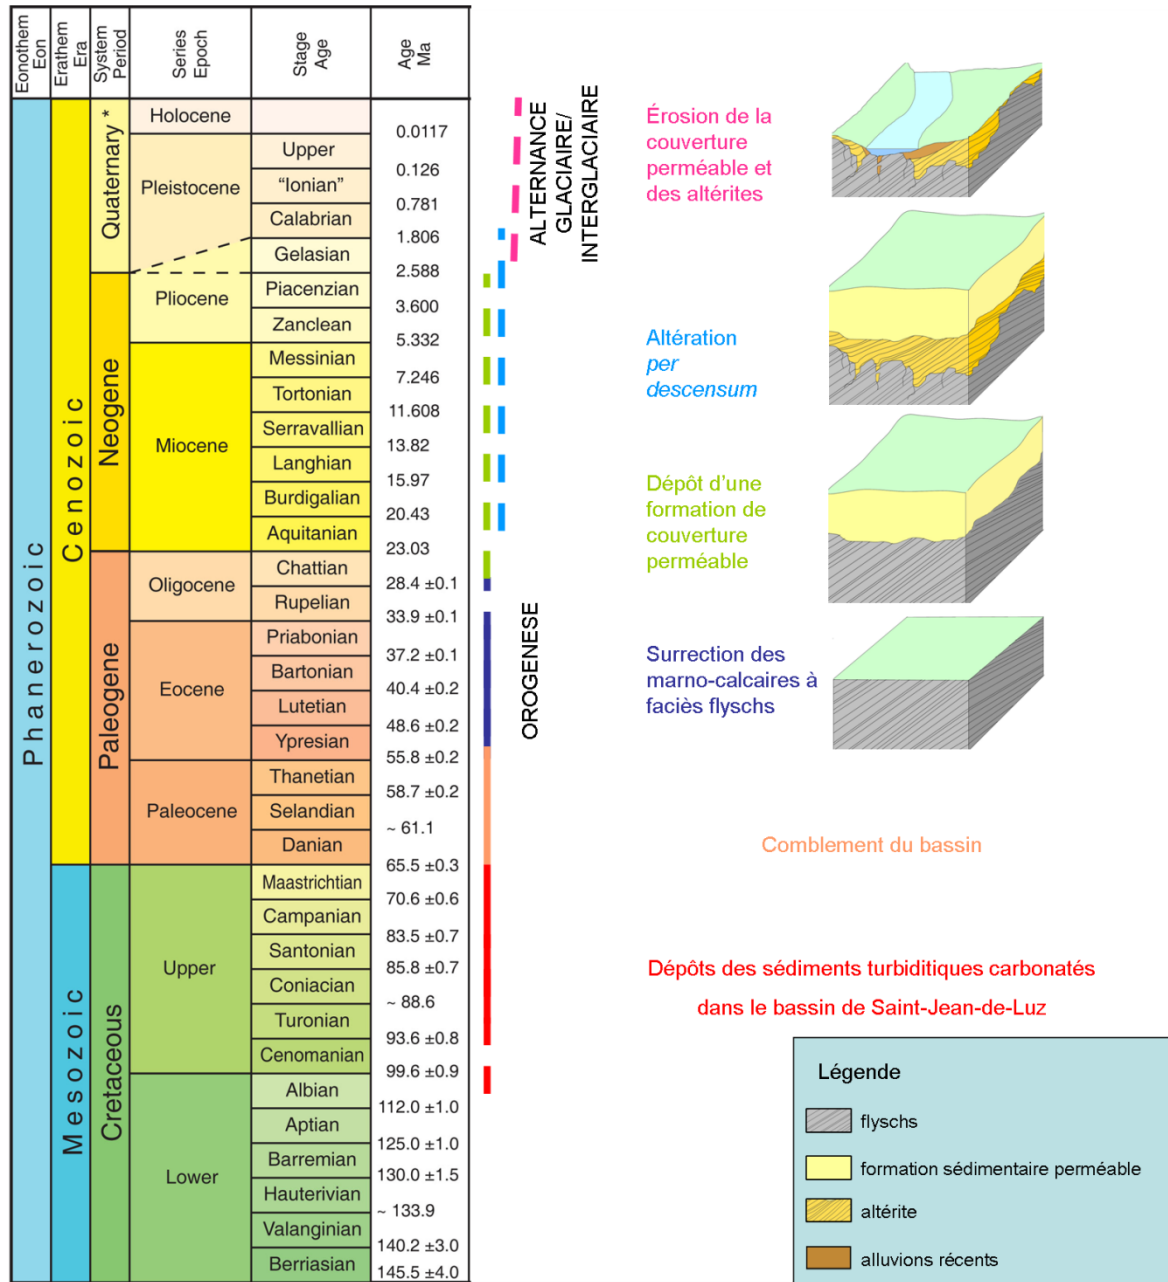 Eonothem
Eon
Erathem
Era
System
Period
Series
Epoch
Stage
Age
Age
Ma
Phanerozoic
Cenozoic
Mesozoic
Quaternary *
Neogene
Paleogene
Cretaceous
Holocene
Pleistocene
Pliocene
Miocene
Oligocene
Eocene
Paleocene
Upper
Lower
Upper
"Ionian"
Calabrian
Gelasian
Piacenzian
Zanclean
Messinian
Tortonian
Serravallian
Langhian
Burdigalian
Aquitanian
Chattian
Rupelian
Priabonian
Bartonian
Lutetian
Ypresian
Thanetian
Selandian
Danian
Maastrichtian
Campanian
Santonian
Coniacian
Turonian
Cenomanian
Albian
Aptian
Barremian
Hauterivian
Valanginian
Berriasian
0.0117
0.126
0.781
1.806
2.588
3.600
5.332
7.246
11.608
13.82
15.97
20.43
23.03
28.4 ±0.1
33.9 ±0.1
37.2 ±0.1
40.4 ±0.2
48.6 ±0.2
55.8 ±0.2
58.7 ±0.2
~ 61.1
65.5 ±0.3
70.6 ±0.6
83.5 ±0.7
85.8 ±0.7
~ 88.6
93.6 ±0.8
99.6 ±0.9
112.0 ±1.0
125.0 ±1.0
130.0 ±1.5
~ 133.9
140.2 ±3.0
145.5 ±4.0
ALTERNANCE
GLACIAIRE/
INTERGLACIAIRE
OROGENESE
Érosion de la
couverture
perméable et
des altérites
Altération
per
descensum
Dépôt d'une
formation de
couverture
perméable
Surrection des
marno-calcaires à
faciès flyschs
Comblement du bassin
Dépôts des sédiments turbiditiques carbonatés
dans le bassin de Saint-Jean-de-Luz
Légende
flyschs
formation sédimentaire perméable
altérite
alluvions récents